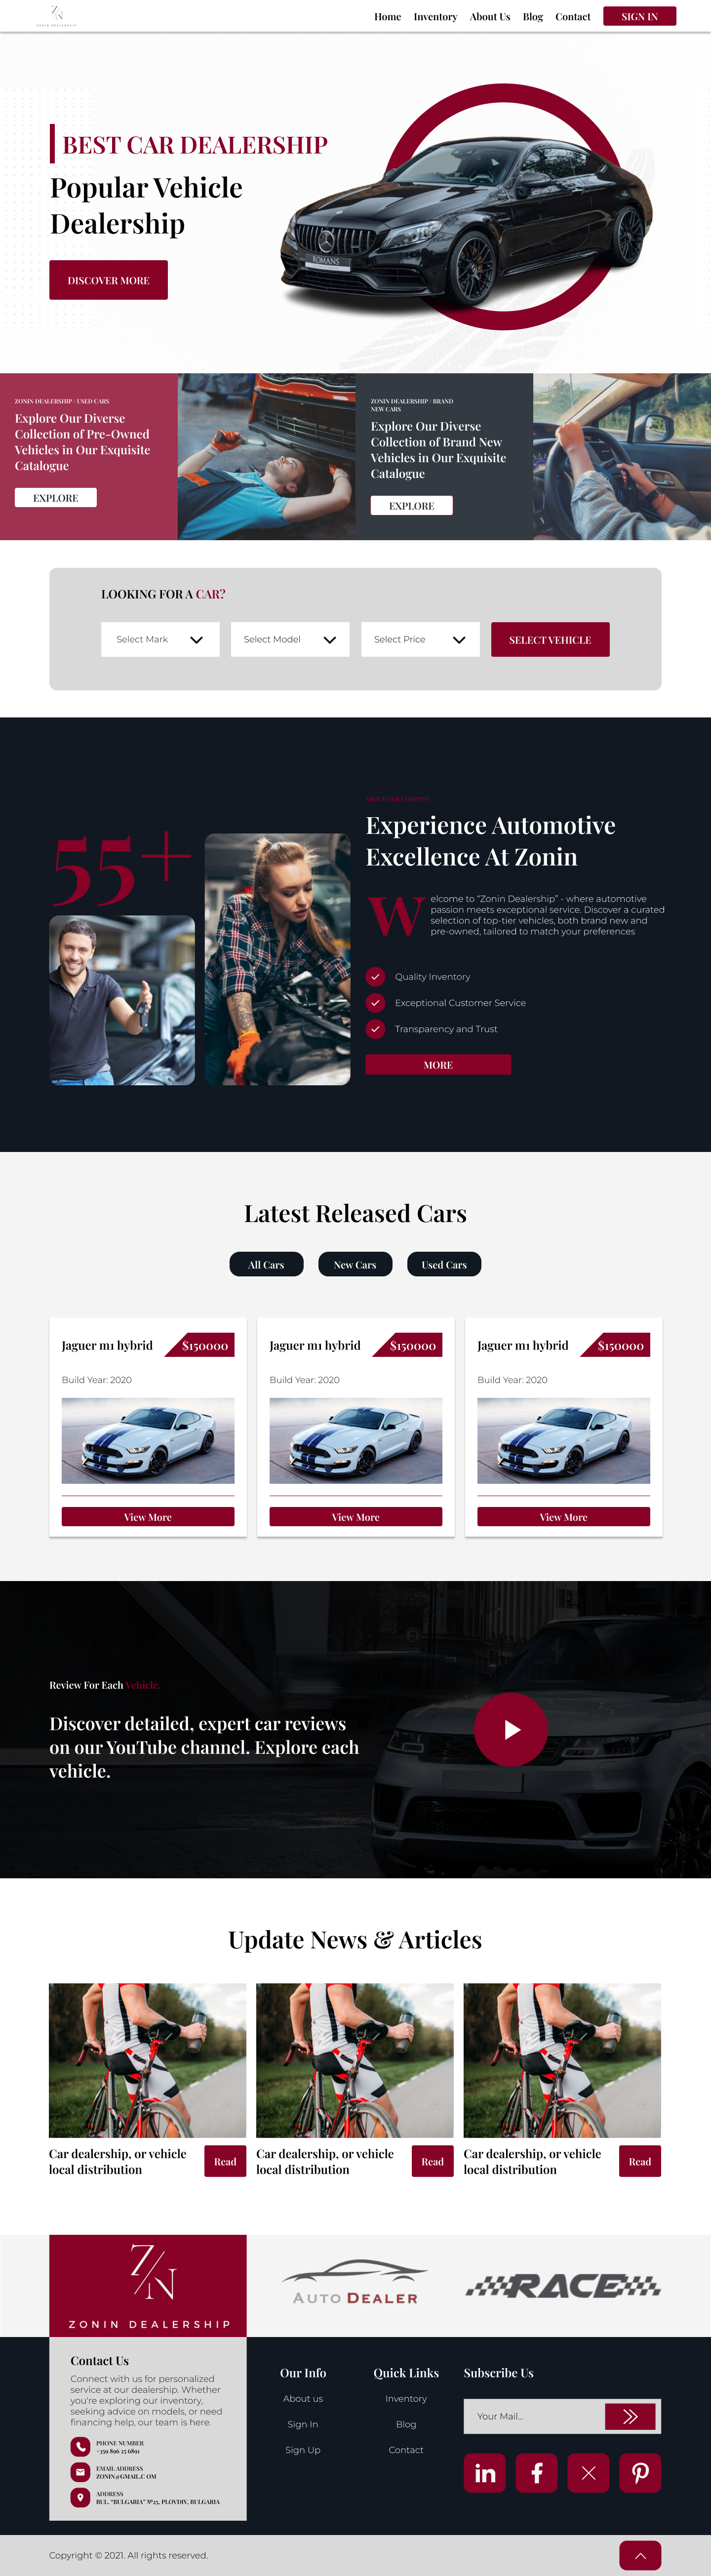 ZN
ZONIN DEALERSHIP
Home Inventory About Us Blog Contact SIGN IN
BEST CAR DEALERSHIP
Popular Vehicle
Dealership
DISCOVER MORE
ROMANS
ZONIN DEALERSHIP / USED CARS
Explore Our Diverse
Collection of Pre-Owned
Vehicles in Our Exquisite
Catalogue
EXPLORE
ZONIN DEALERSHIP / BRAND
NEW CARS
Explore Our Diverse
Collection of Brand New
Vehicles in Our Exquisite
Catalogue
EXPLORE
LOOKING FOR A CAR?
Select Mark Select Model Select Price SELECT VEHICLE
55+
ABOUT OUR COMPANY
Experience Automotive
Excellence At Zonin
Welcome to “Zonin Dealership” - where automotive
passion meets exceptional service. Discover a curated
selection of top-tier vehicles, both brand new and
pre-owned, tailored to match your preferences
Quality Inventory
Exceptional Customer Service
Transparency and Trust
MORE
Latest Released Cars
All Cars New Cars Used Cars
Jaguer m1 hybrid $150000
Build Year: 2020
View More
Jaguer m1 hybrid $150000
Build Year: 2020
View More
Jaguer m1 hybrid $150000
Build Year: 2020
View More
Review For Each Vehicle.
Discover detailed, expert car reviews
on our YouTube channel. Explore each
vehicle.
Update News & Articles
Car dealership, or vehicle
local distribution
Read
Car dealership, or vehicle
local distribution
Read
Car dealership, or vehicle
local distribution
Read
ZN
ZONIN DEALERSHIP
AUTO DEALER
RACE
Contact Us
Connect with us for personalized
service at our dealership. Whether
you're exploring our inventory,
seeking advice on models, or need
financing help, our team is here.
PHONE NUMBER
+359 896 25 6891
EMAIL ADDRESS
ZONIN@GMAIL.C OM
ADDRESS
BUL. "BULGARIA" №25, PLOVDIV, BULGARIA
Our Info
About us
Sign In
Sign Up
Quick Links
Inventory
Blog
Contact
Subscribe Us
Your Mail...
in f X P
Copyright © 2021. All rights reserved.